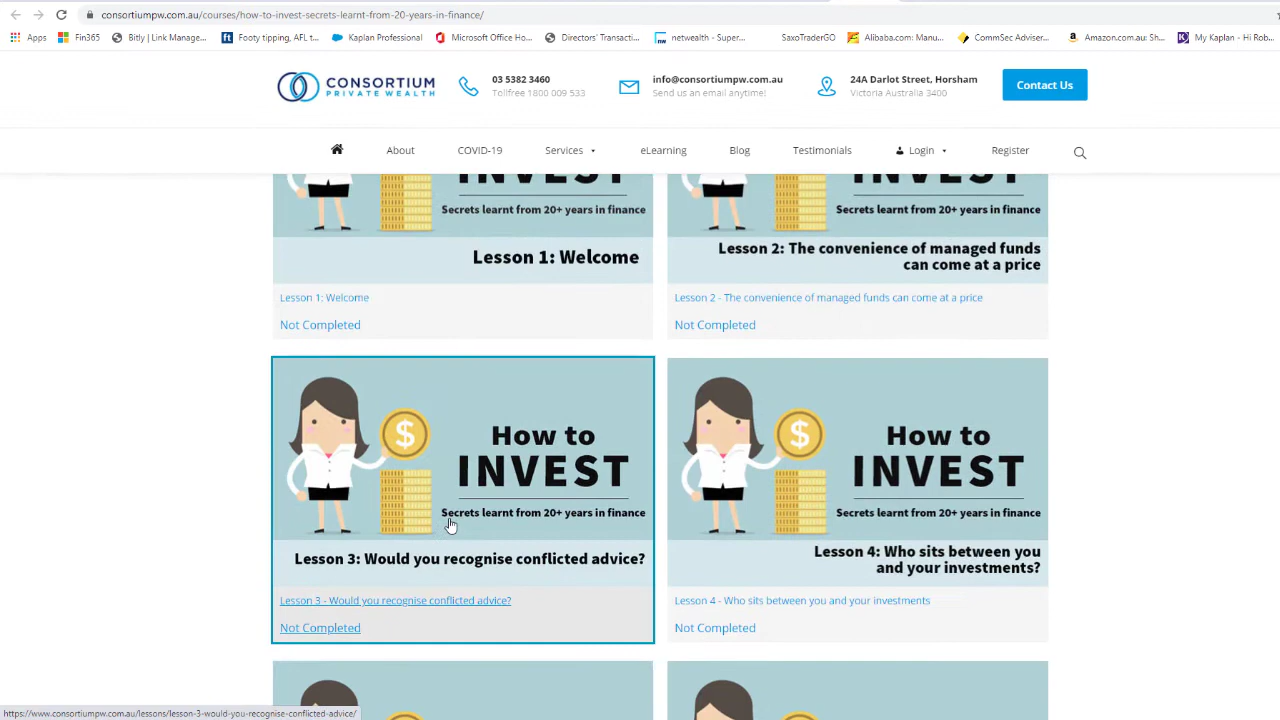 consortiumpw.com.au/courses/how-to-invest-secrets-learnt-from-20-years-in-finance/
Apps Fin365 Bitly | Link Manage... Footy tipping, AFL t... Kaplan Professional Microsoft Office Ho... Directors' Transacti... netwealth - Super... SaxoTraderGO Alibaba.com: Manu... CommSec Adviser... Amazon.com.au: Sh... My Kaplan - Hi Rob...
CONSORTIUM
PRIVATE WEALTH
03 5382 3460
Tollfree 1800 009 533
info@consortiumpw.com.au
Send us an email anytime!
24A Darlot Street, Horsham
Victoria Australia 3400
Contact Us
About COVID-19 Services eLearning Blog Testimonials Login Register
INVEST
Secrets learnt from 20+ years in finance
Lesson 1: Welcome
Lesson 1: Welcome
Not Completed
INVEST
Secrets learnt from 20+ years in finance
Lesson 2: The convenience of managed funds
can come at a price
Lesson 2 - The convenience of managed funds can come at a price
Not Completed
$
How to
INVEST
Secrets learnt from 20+ years in finance
Lesson 3: Would you recognise conflicted advice?
Lesson 3 - Would you recognise conflicted advice?
Not Completed
$
How to
INVEST
Secrets learnt from 20+ years in finance
Lesson 4: Who sits between you
and your investments?
Lesson 4 - Who sits between you and your investments
Not Completed
https://www.consortiumpw.com.au/lessons/lesson-3-would-you-recognise-conflicted-advice/